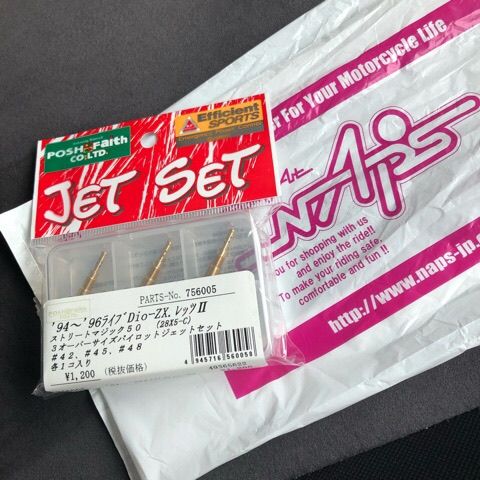 er For Your Motorcycle Life
POSH Faith
CO.LTD.
Efficient
SPORTS
JET SET
NAPS
you for shopping with us
and enjoy the ride!!
To make your riding safe,
comfortable and fun !!
http://www.naps-jp.c
PARTS-No. 756005
'94～'96ライブDio-ZX.レッツII
ストリートマジック50 (28X5-C)
3オーバーサイズパイロットジェットセット
#42、#45、#48
各1コ入り
¥1,200 (税抜価格)
4945716560058